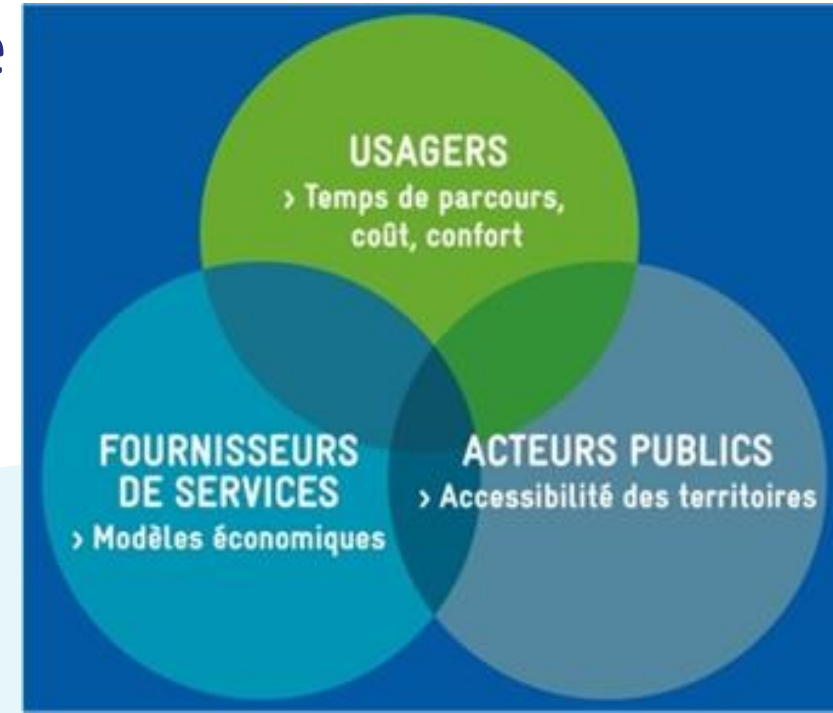 USAGERS
› Temps de parcours,
coût, confort
FOURNISSEURS
DE SERVICES
› Modèles économiques
ACTEURS PUBLICS
› Accessibilité des territoires